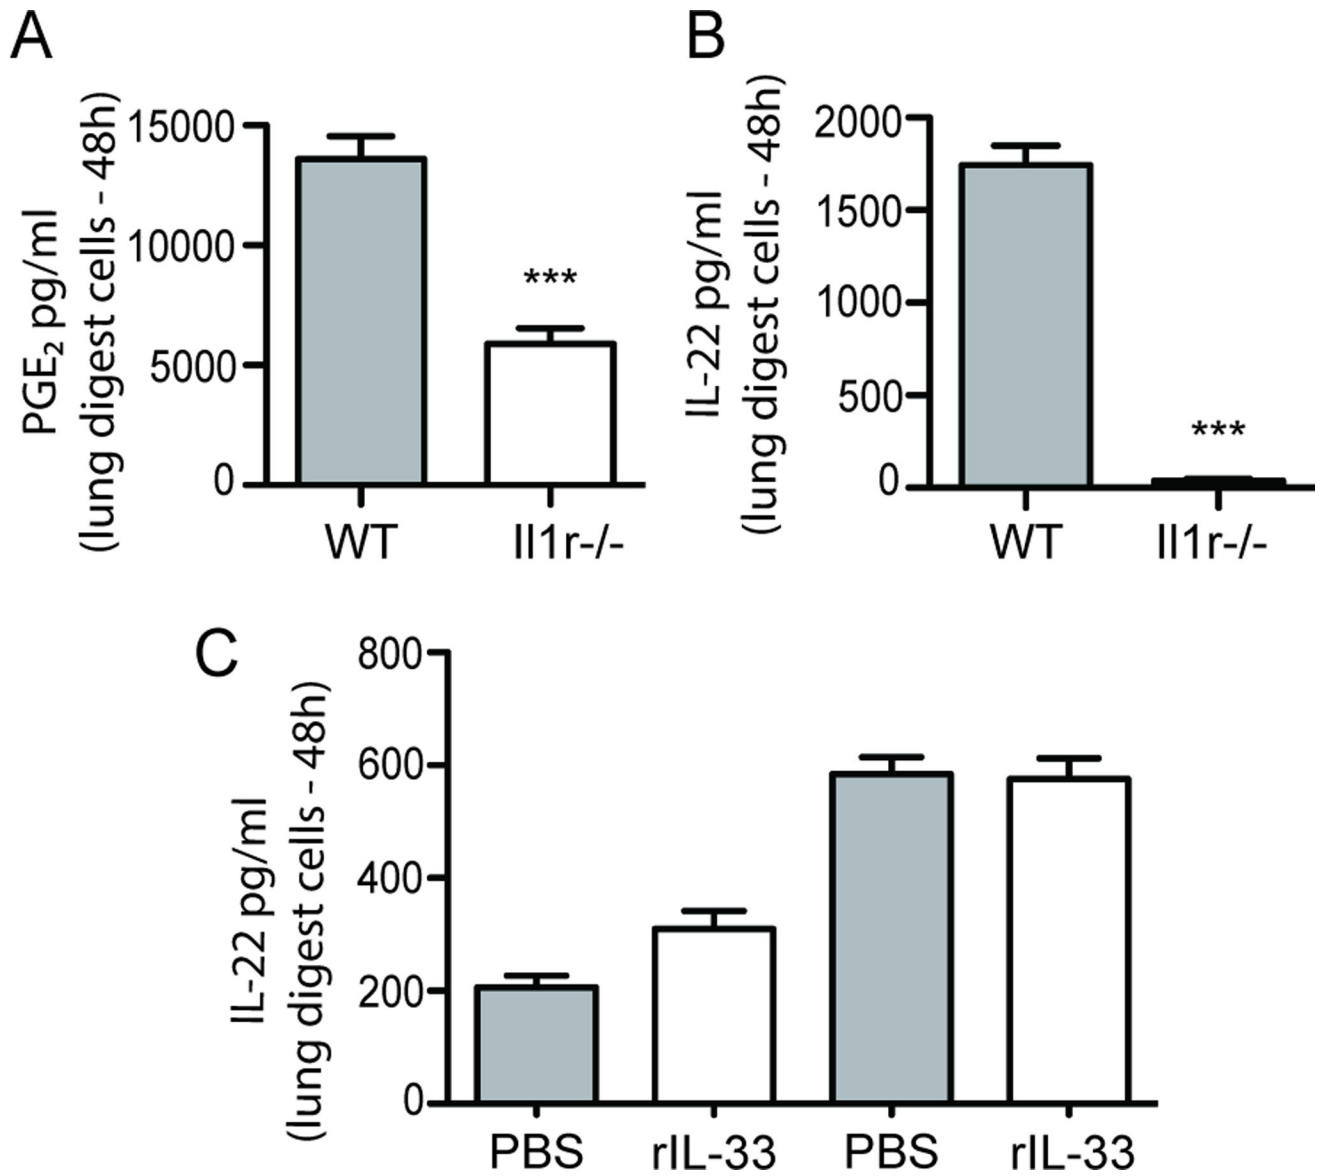 A
PGE₂ pg/ml
(lung digest cells - 48h)
15000
10000
5000
0
***
WT
Il1r-/-
B
IL-22 pg/ml
(lung digest cells - 48h)
2000
1500
1000
500
0
***
WT
Il1r-/-
C
IL-22 pg/ml
(lung digest cells - 48h)
800
600
400
200
0
PBS
rIL-33
PBS
rIL-33